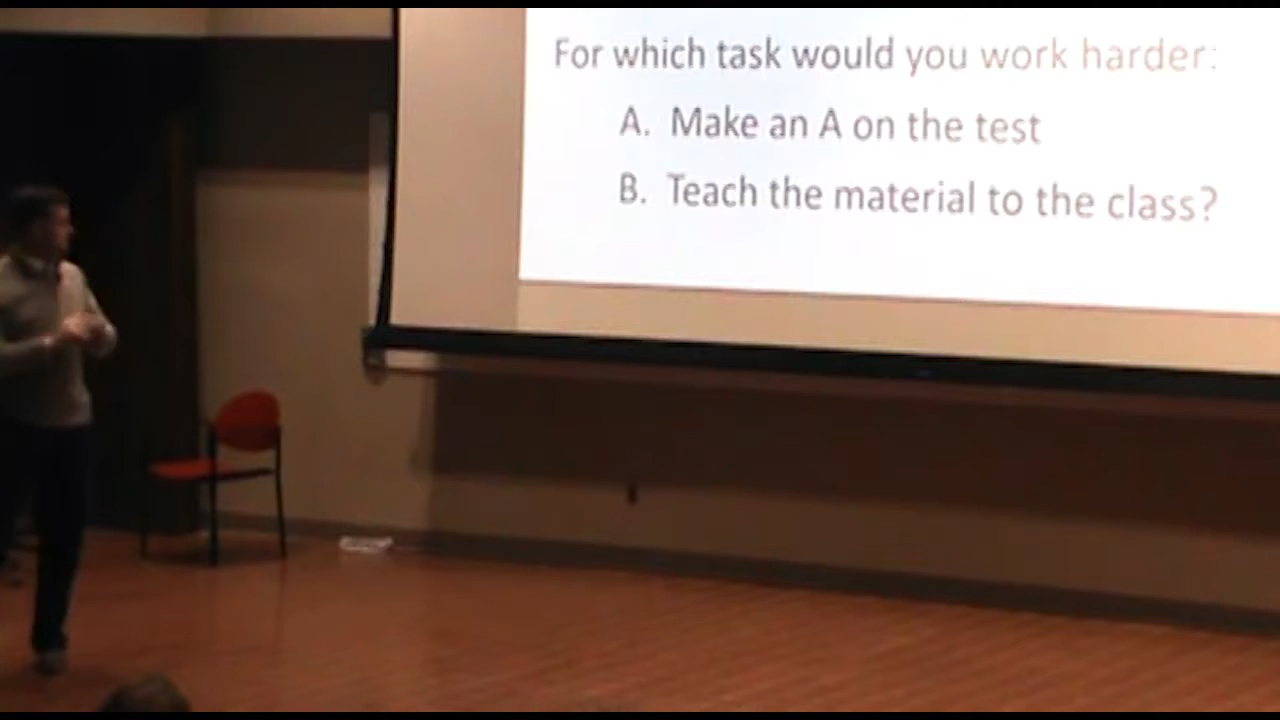 For which task would you work harder:
A. Make an A on the test
B. Teach the material to the class?